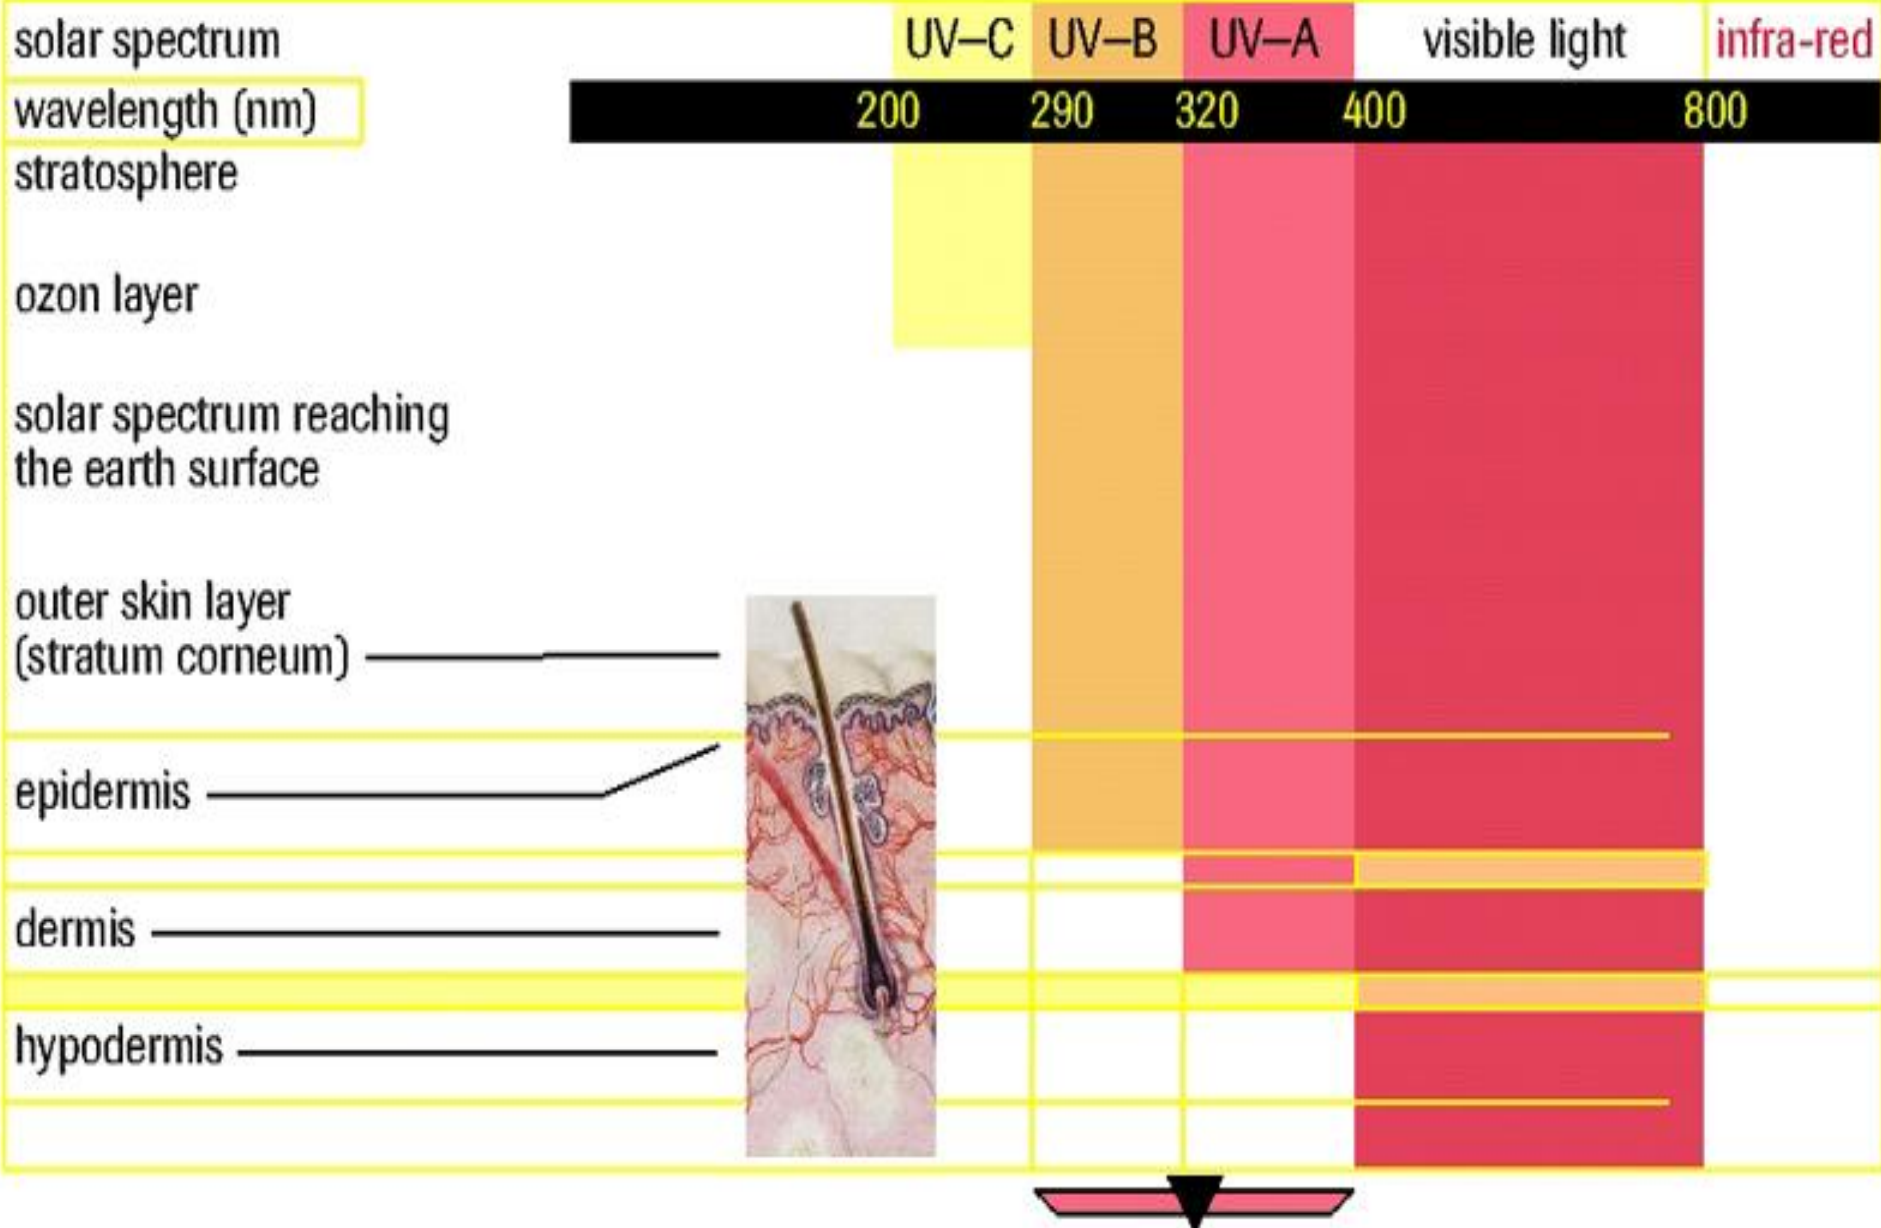 solar spectrum UV–C UV–B UV–A visible light infra-red
wavelength (nm) 200 290 320 400 800
stratosphere
ozon layer
solar spectrum reaching
the earth surface
outer skin layer
(stratum corneum)
epidermis
dermis
hypodermis